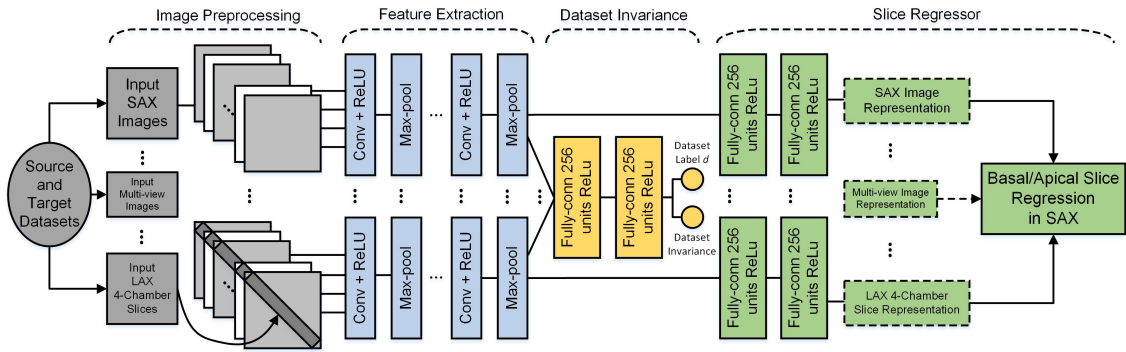 Image Preprocessing
Feature Extraction
Dataset Invariance
Slice Regressor
Source and
Target
Datasets
Input
SAX
Images
Input
Multi-view
Images
Input
LAX
4-Chamber
Slices
Conv + ReLU
Max-pool
Conv + ReLU
Max-pool
Conv + ReLU
Max-pool
Conv + ReLU
Max-pool
Fully-conn 256
units ReLu
Fully-conn 256
units ReLu
Dataset
Label d
Dataset
Invariance
Fully-conn 256
units ReLu
Fully-conn 256
units ReLu
Fully-conn 256
units ReLu
Fully-conn 256
units ReLu
SAX Image
Representation
Multi-view Image
Representation
LAX 4-Chamber
Slice Representation
Basal/Apical Slice
Regression
in SAX